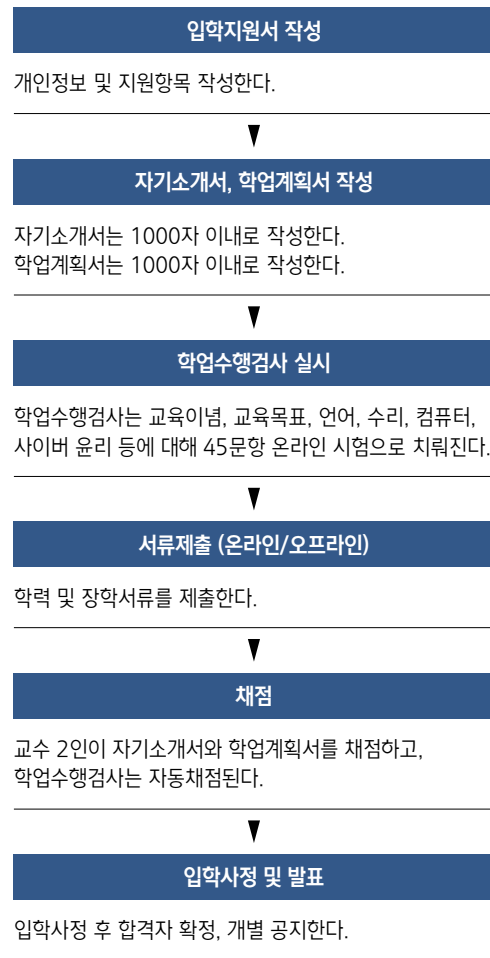 입학지원서 작성
개인정보 및 지원항목 작성한다.
자기소개서, 학업계획서 작성
자기소개서는 1000자 이내로 작성한다.
학업계획서는 1000자 이내로 작성한다.
학업수행검사 실시
학업수행검사는 교육이념, 교육목표, 언어, 수리, 컴퓨터,
사이버 윤리 등에 대해 45문항 온라인 시험으로 치뤄진다.
서류제출 (온라인/오프라인)
학력 및 장학서류를 제출한다.
채점
교수 2인이 자기소개서와 학업계획서를 채점하고,
학업수행검사는 자동채점된다.
입학사정 및 발표
입학사정 후 합격자 확정, 개별 공지한다.